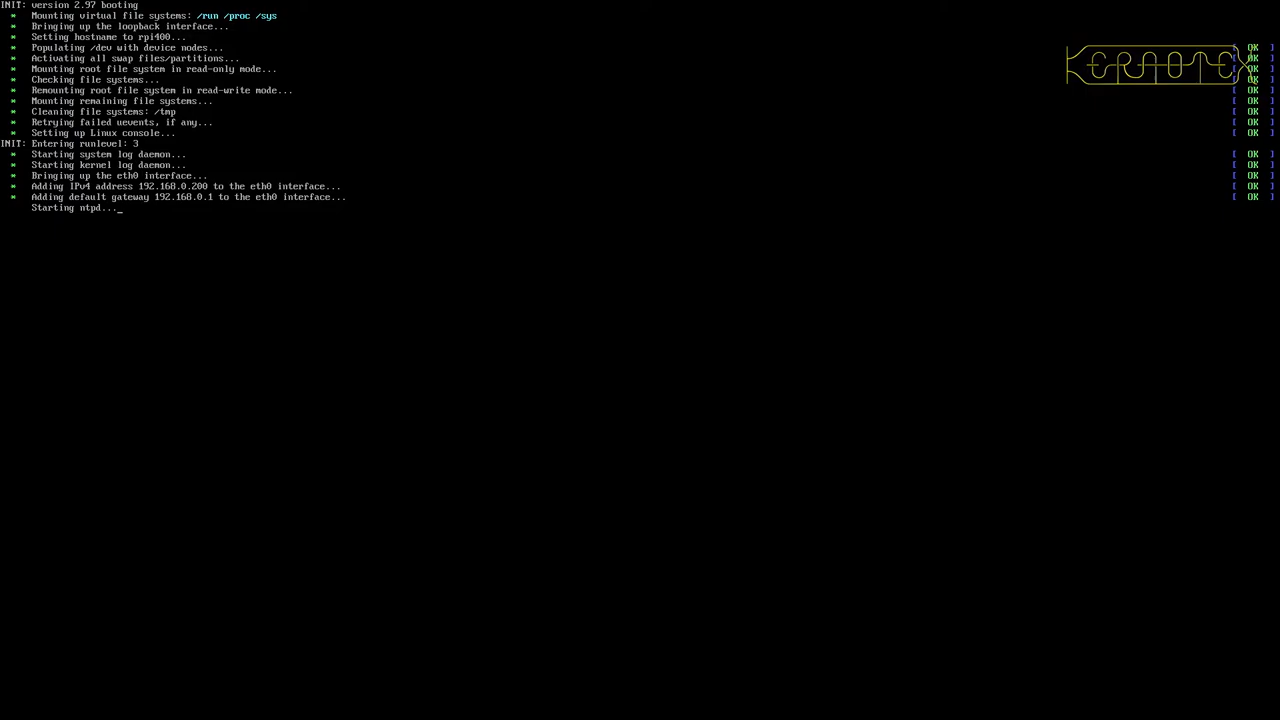 INIT: version 2.97 booting
* Mounting virtual file systems: /run /proc /sys
* Bringing up the loopback interface...
* Setting hostname to rpi400...
* Populating /dev with device nodes... [ OK ]
* Activating all swap files/partitions... [ OK ]
* Mounting root file system in read-only mode... [ OK ]
* Checking file systems... [ OK ]
* Remounting root file system in read-write mode... [ OK ]
* Mounting remaining file systems... [ OK ]
* Cleaning file systems: /tmp [ OK ]
* Retrying failed uevents, if any... [ OK ]
* Setting up Linux console... [ OK ]
INIT: Entering runlevel: 3
* Starting system log daemon... [ OK ]
* Starting kernel log daemon... [ OK ]
* Bringing up the eth0 interface... [ OK ]
* Adding IPv4 address 192.168.0.200 to the eth0 interface... [ OK ]
* Adding default gateway 192.168.0.1 to the eth0 interface... [ OK ]
Starting ntpd..._